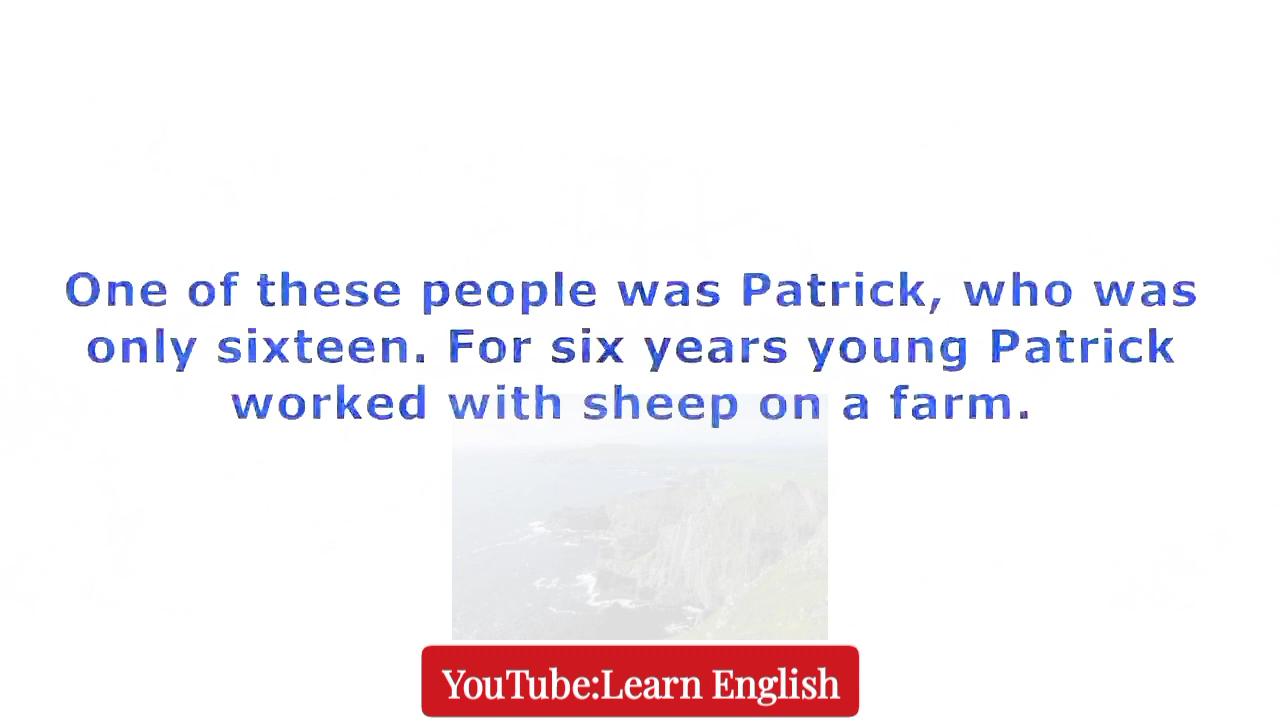 One of these people was Patrick, who was
only sixteen. For six years young Patrick
worked with sheep on a farm.
YouTube:Learn English